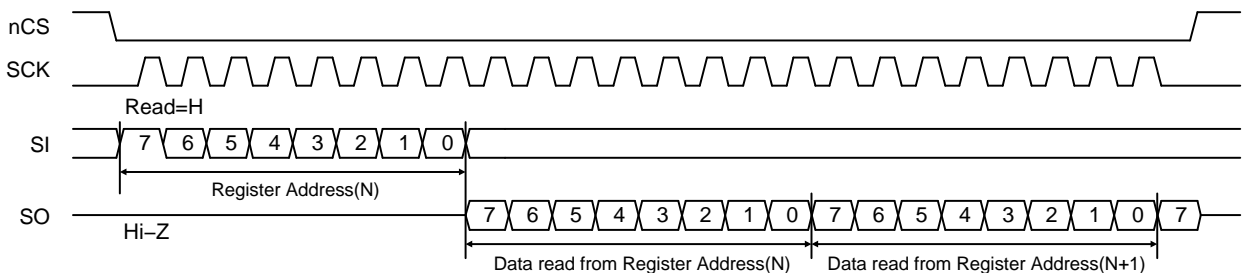 nCS
SCK
Read=H
SI 7 6 5 4 3 2 1 0
Register Address(N)
SO 7 6 5 4 3 2 1 0 7 6 5 4 3 2 1 0 7
Hi−Z
Data read from Register Address(N) Data read from Register Address(N+1)